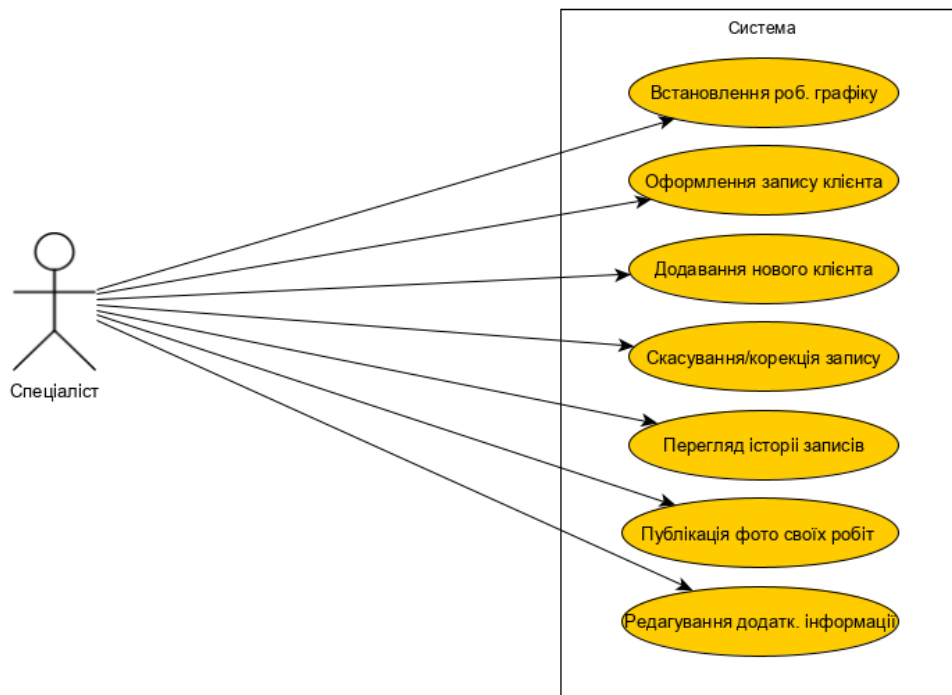 Система
Встановлення роб. графіку
Оформлення запису клієнта
Додавання нового клієнта
Скасування/корекція запису
Спеціаліст
Перегляд історії записів
Публікація фото своїх робіт
Редагування додатк. інформації